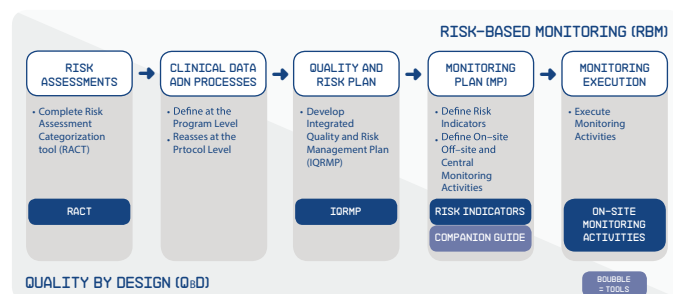 RISK-BASED MONITORING (RBM)
RISK
ASSESSMENTS
CLINICAL DATA
ADN PROCESSES
QUALITY AND
RISK PLAN
MONITORING
PLAN (MP)
MONITORING
EXECUTION
• Complete Risk
Assessment
Categorization
tool (RACT)
• Define at the
Program Level
• Reasses at the
Prtocol Level
• Develop
Integrated
Quality and Risk
Management Plan
(IQRMP)
• Define Risk
Indicators
• Define On-site
Off-site and
Central
Monitoring
Activities
• Execute
Monitoring
Activities
RACT
IQRMP
RISK INDICATORS
COMPANION GUIDE
ON-SITE
MONITORING
ACTIVITIES
QUALITY BY DESIGN (QBD)
BOUBBLE
= TOOLS